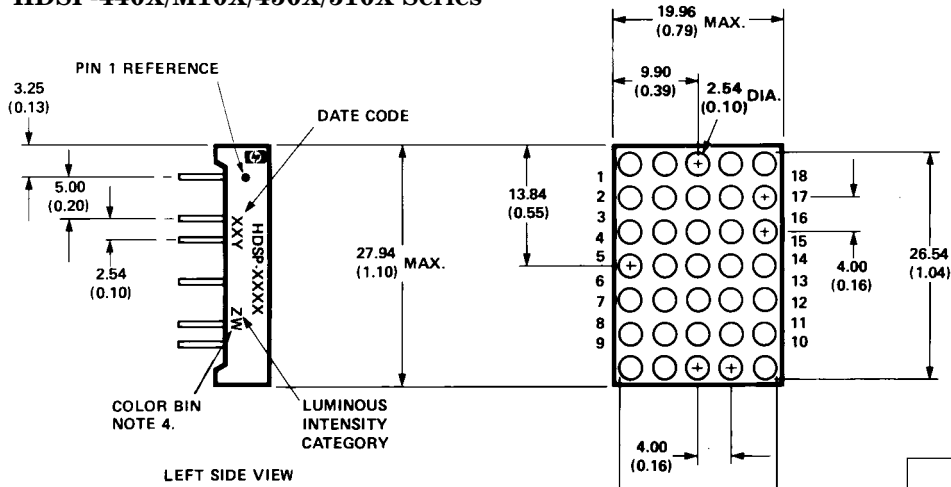 HDSP-440X/M10X/450X/510X Series
19.96
(0.79) MAX.
9.90
(0.39)
2.54
(0.10) DIA.
PIN 1 REFERENCE
3.25
(0.13)
DATE CODE
hp
5.00
(0.20)
2.54
(0.10)
XXY
HDSP-XXXX
ZW
27.94
(1.10) MAX.
13.84
(0.55)
1
2
3
4
5
6
7
8
9
18
17
16
15
14
13
12
11
10
4.00
(0.16)
26.54
(1.04)
COLOR BIN
NOTE 4.
LUMINOUS
INTENSITY
CATEGORY
4.00
(0.16)
LEFT SIDE VIEW